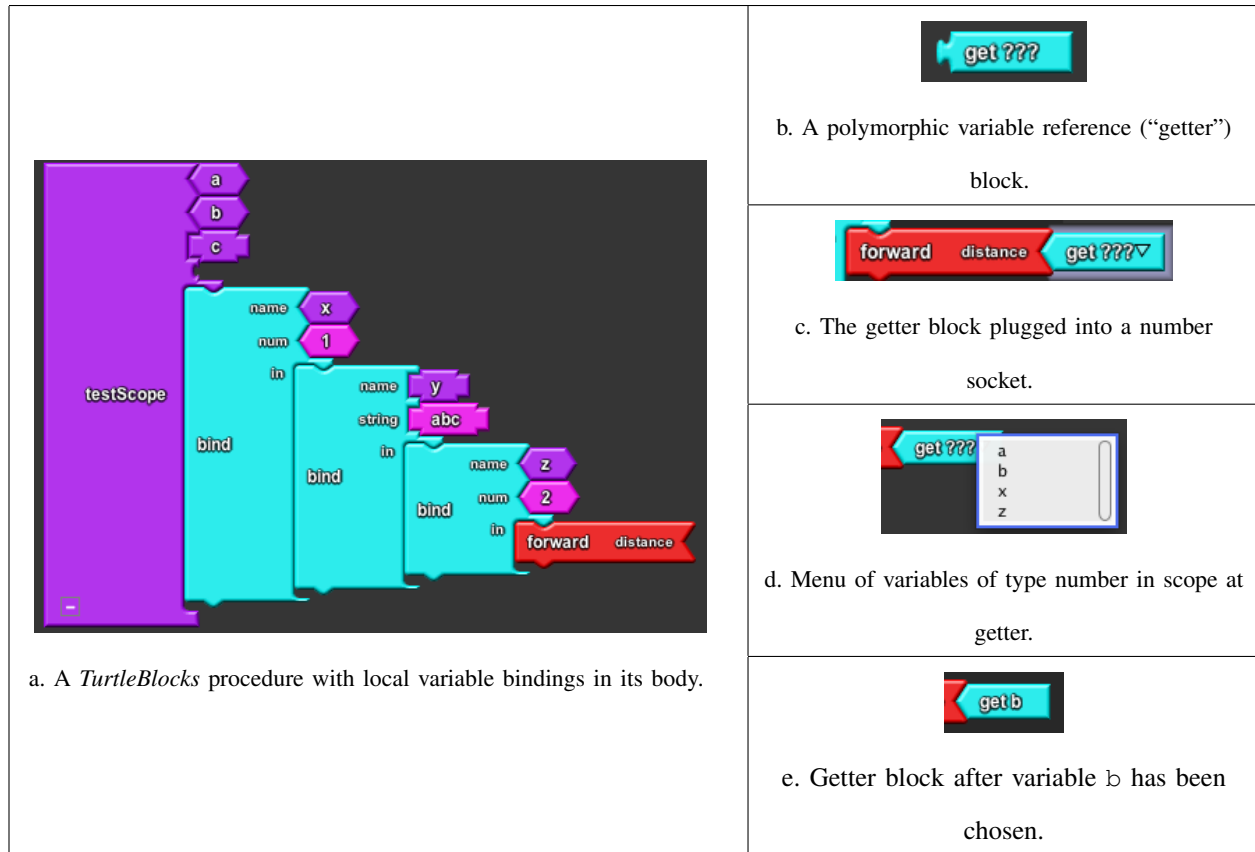 a
b
c
name x
num 1
in
testScope
bind
name y
string abc
in
bind
name z
num 2
in
bind
forward distance
a. A TurtleBlocks procedure with local variable bindings in its body.
get ???
b. A polymorphic variable reference (“getter”)
block.
forward distance get ???
c. The getter block plugged into a number
socket.
get ???
a
b
x
z
d. Menu of variables of type number in scope at
getter.
get b
e. Getter block after variable b has been
chosen.